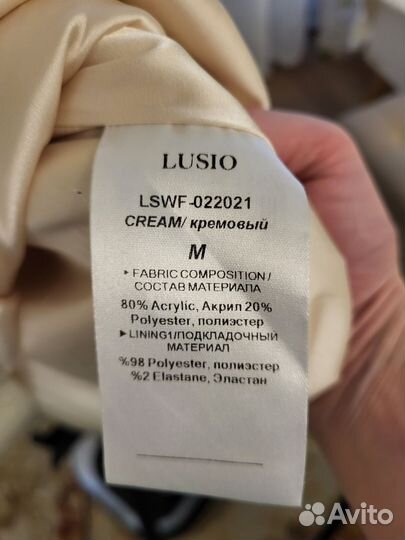 LUSIO
LSWF-022021
CREAM/ кремовый
M
▸ FABRIC COMPOSITION /
СОСТАВ МАТЕРИАЛА
80% Acrylic, Акрил 20%
Polyester, полиэстер
▸ LINING1/ПОДКЛАДОЧНЫЙ
МАТЕРИАЛ
%98 Polyester, полиэстер
%2 Elastane, Эластан
Avito